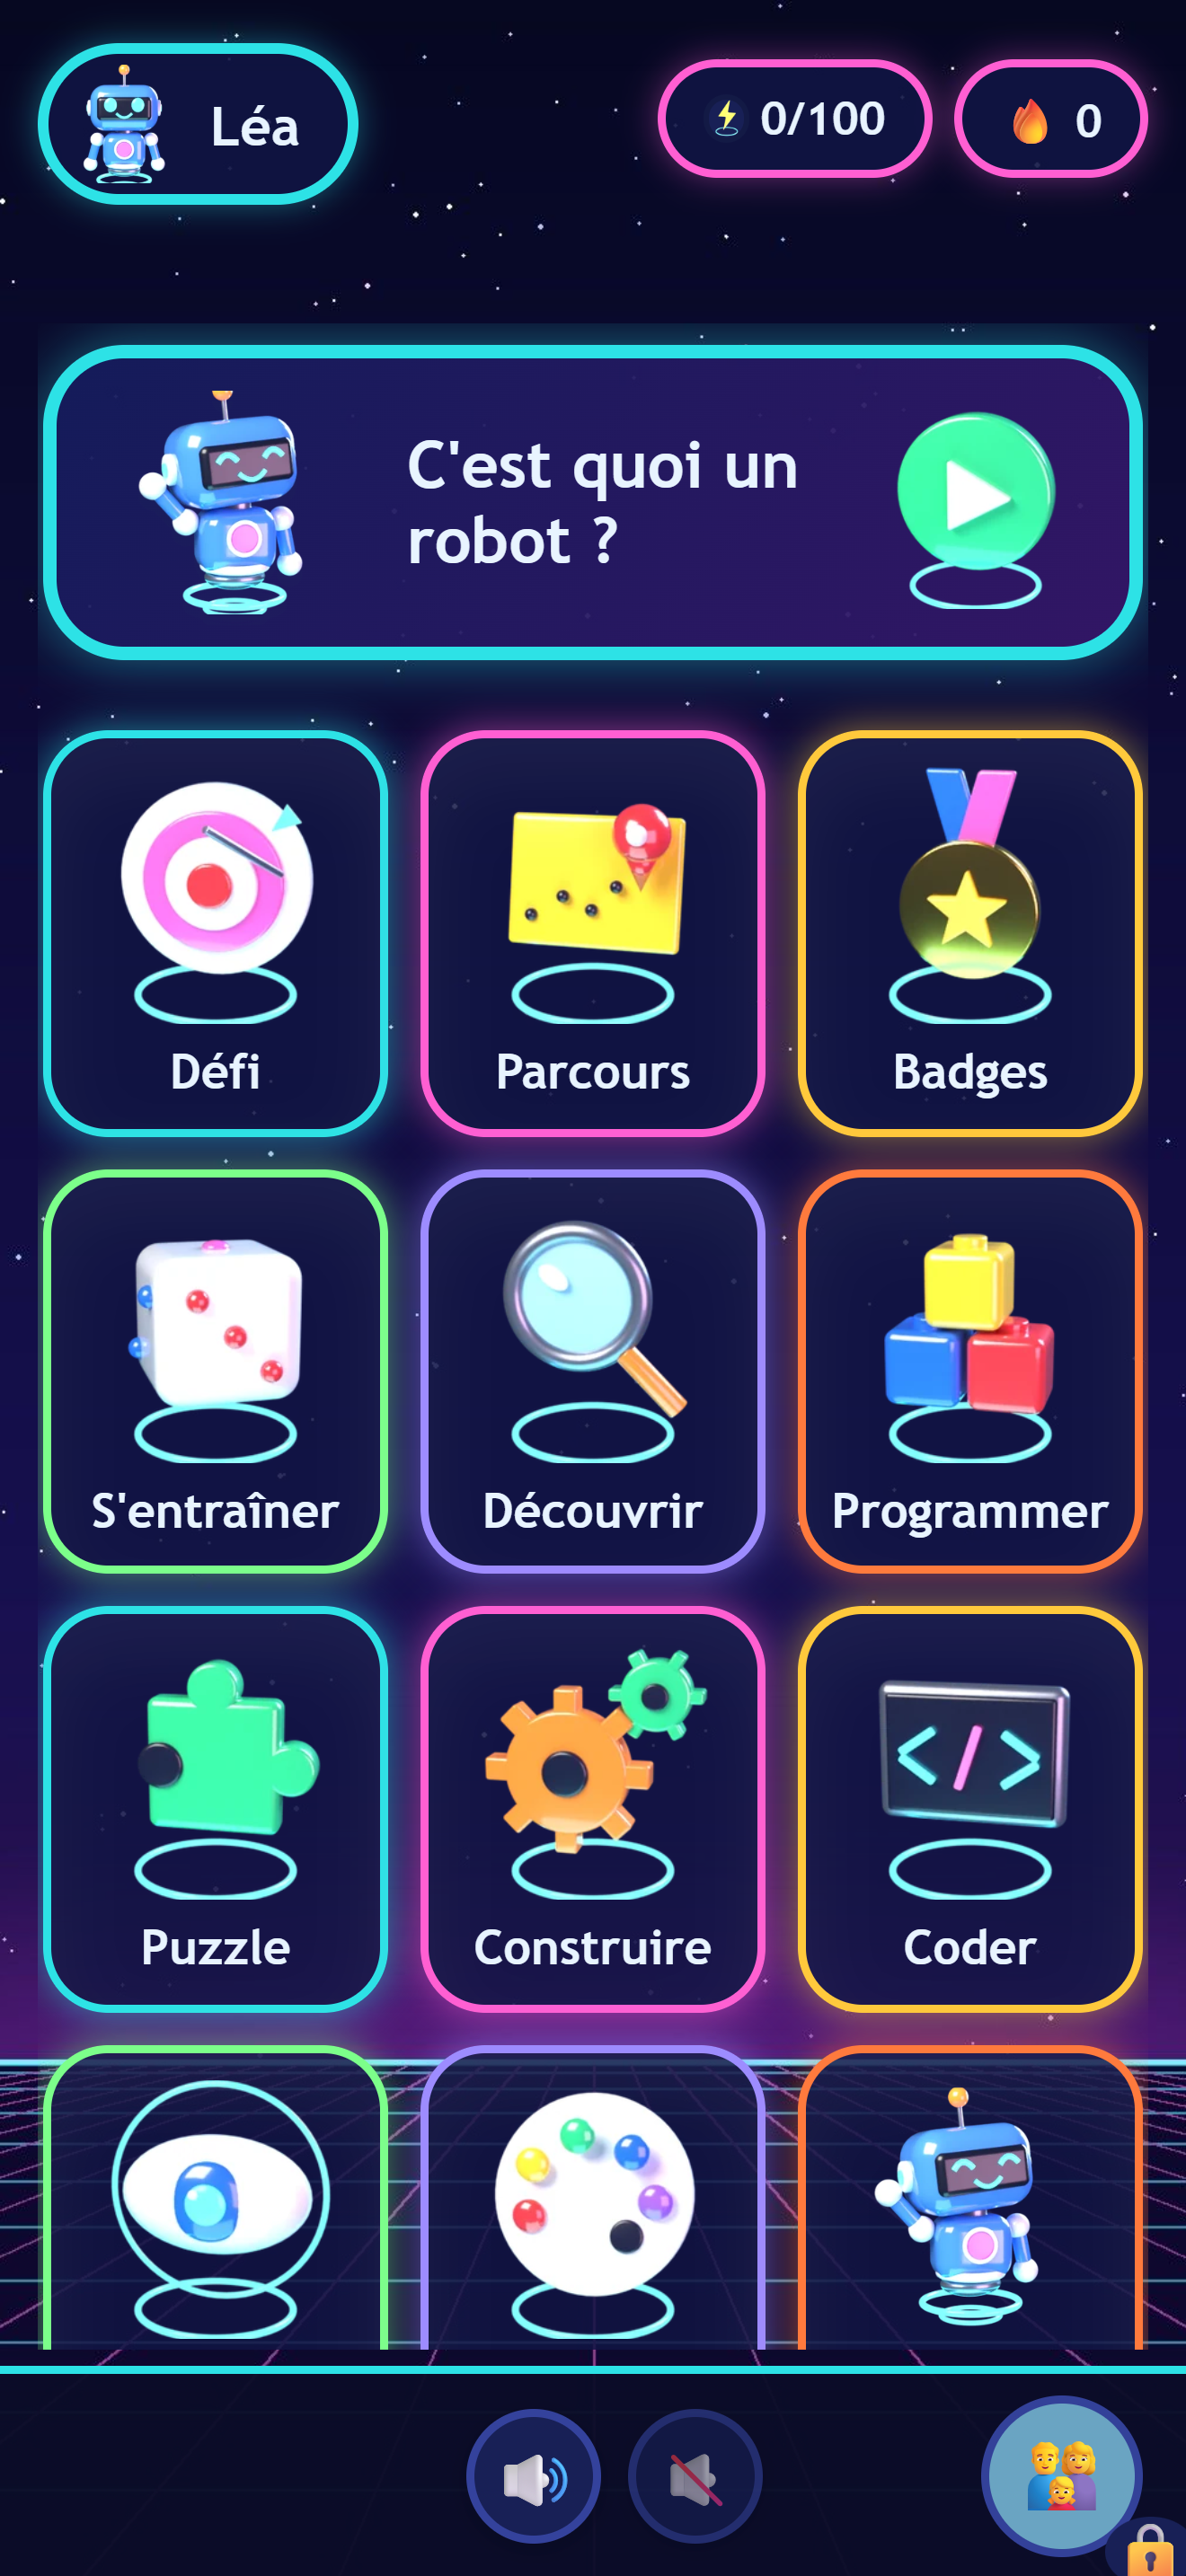 Léa
0/100
0
C'est quoi un
robot ?
Défi
Parcours
Badges
S'entraîner
Découvrir
Programmer
Puzzle
Construire
Coder